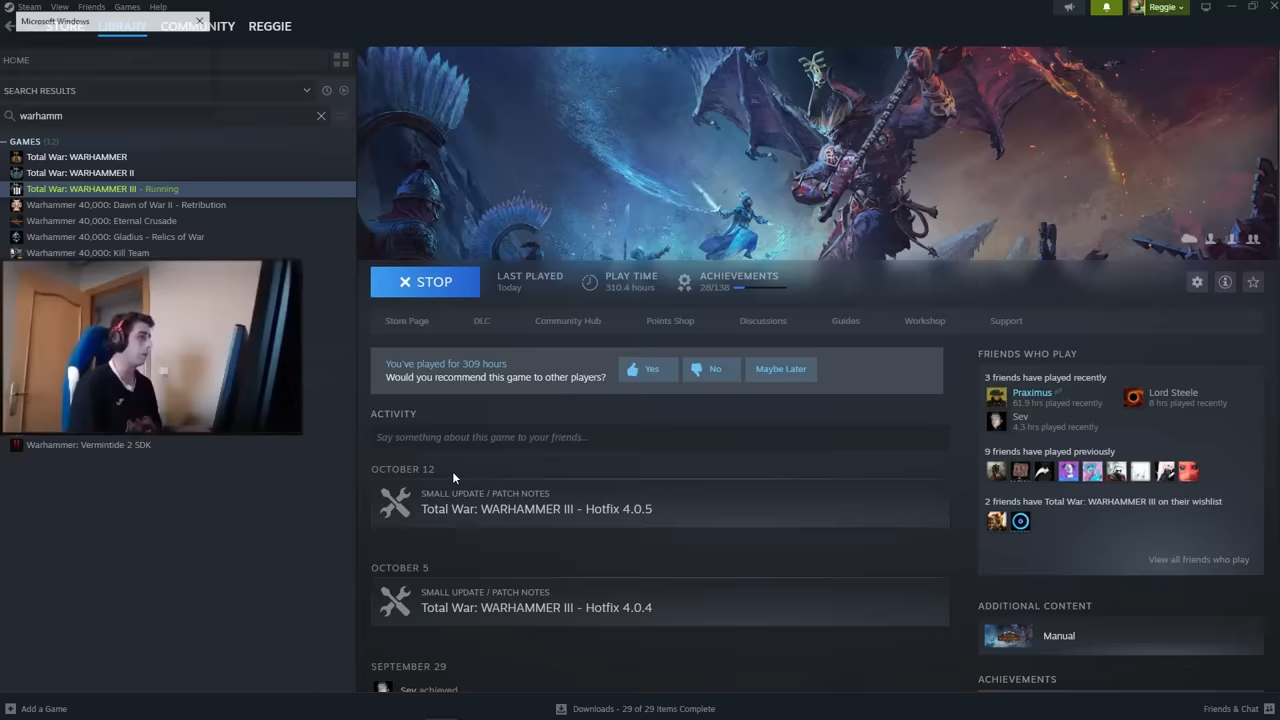 Steam View Friends Games Help
Reggie
Microsoft Windows
STORE LIBRARY COMMUNITY REGGIE
HOME
SEARCH RESULTS
warhamm
GAMES (12)
Total War: WARHAMMER
Total War: WARHAMMER II
Total War: WARHAMMER III - Running
Warhammer 40,000: Dawn of War II - Retribution
Warhammer 40,000: Eternal Crusade
Warhammer 40,000: Gladius - Relics of War
Warhammer 40,000: Kill Team
Warhammer: Vermintide 2 SDK
STOP
LAST PLAYED
Today
PLAY TIME
310.4 hours
ACHIEVEMENTS
28/138
Store Page DLC Community Hub Points Shop Discussions Guides Workshop Support
You've played for 309 hours
Would you recommend this game to other players?
Yes No Maybe Later
ACTIVITY
Say something about this game to your friends...
OCTOBER 12
SMALL UPDATE / PATCH NOTES
Total War: WARHAMMER III - Hotfix 4.0.5
OCTOBER 5
SMALL UPDATE / PATCH NOTES
Total War: WARHAMMER III - Hotfix 4.0.4
SEPTEMBER 29
Sev achieved
FRIENDS WHO PLAY
3 friends have played recently
Praximus
61.9 hrs played recently
Lord Steele
8 hrs played recently
Sev
4.3 hrs played recently
9 friends have played previously
2 friends have Total War: WARHAMMER III on their wishlist
View all friends who play
ADDITIONAL CONTENT
Manual
ACHIEVEMENTS
Add a Game
Downloads - 29 of 29 Items Complete
Friends & Chat